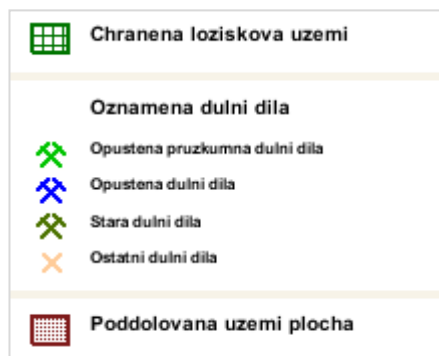 Chranena loziskova uzemi
Oznamena dulni dila
Opustena pruzkumna dulni dila
Opustena dulni dila
Stara dulni dila
Ostatni dulni dila
Poddolovana uzemi plocha